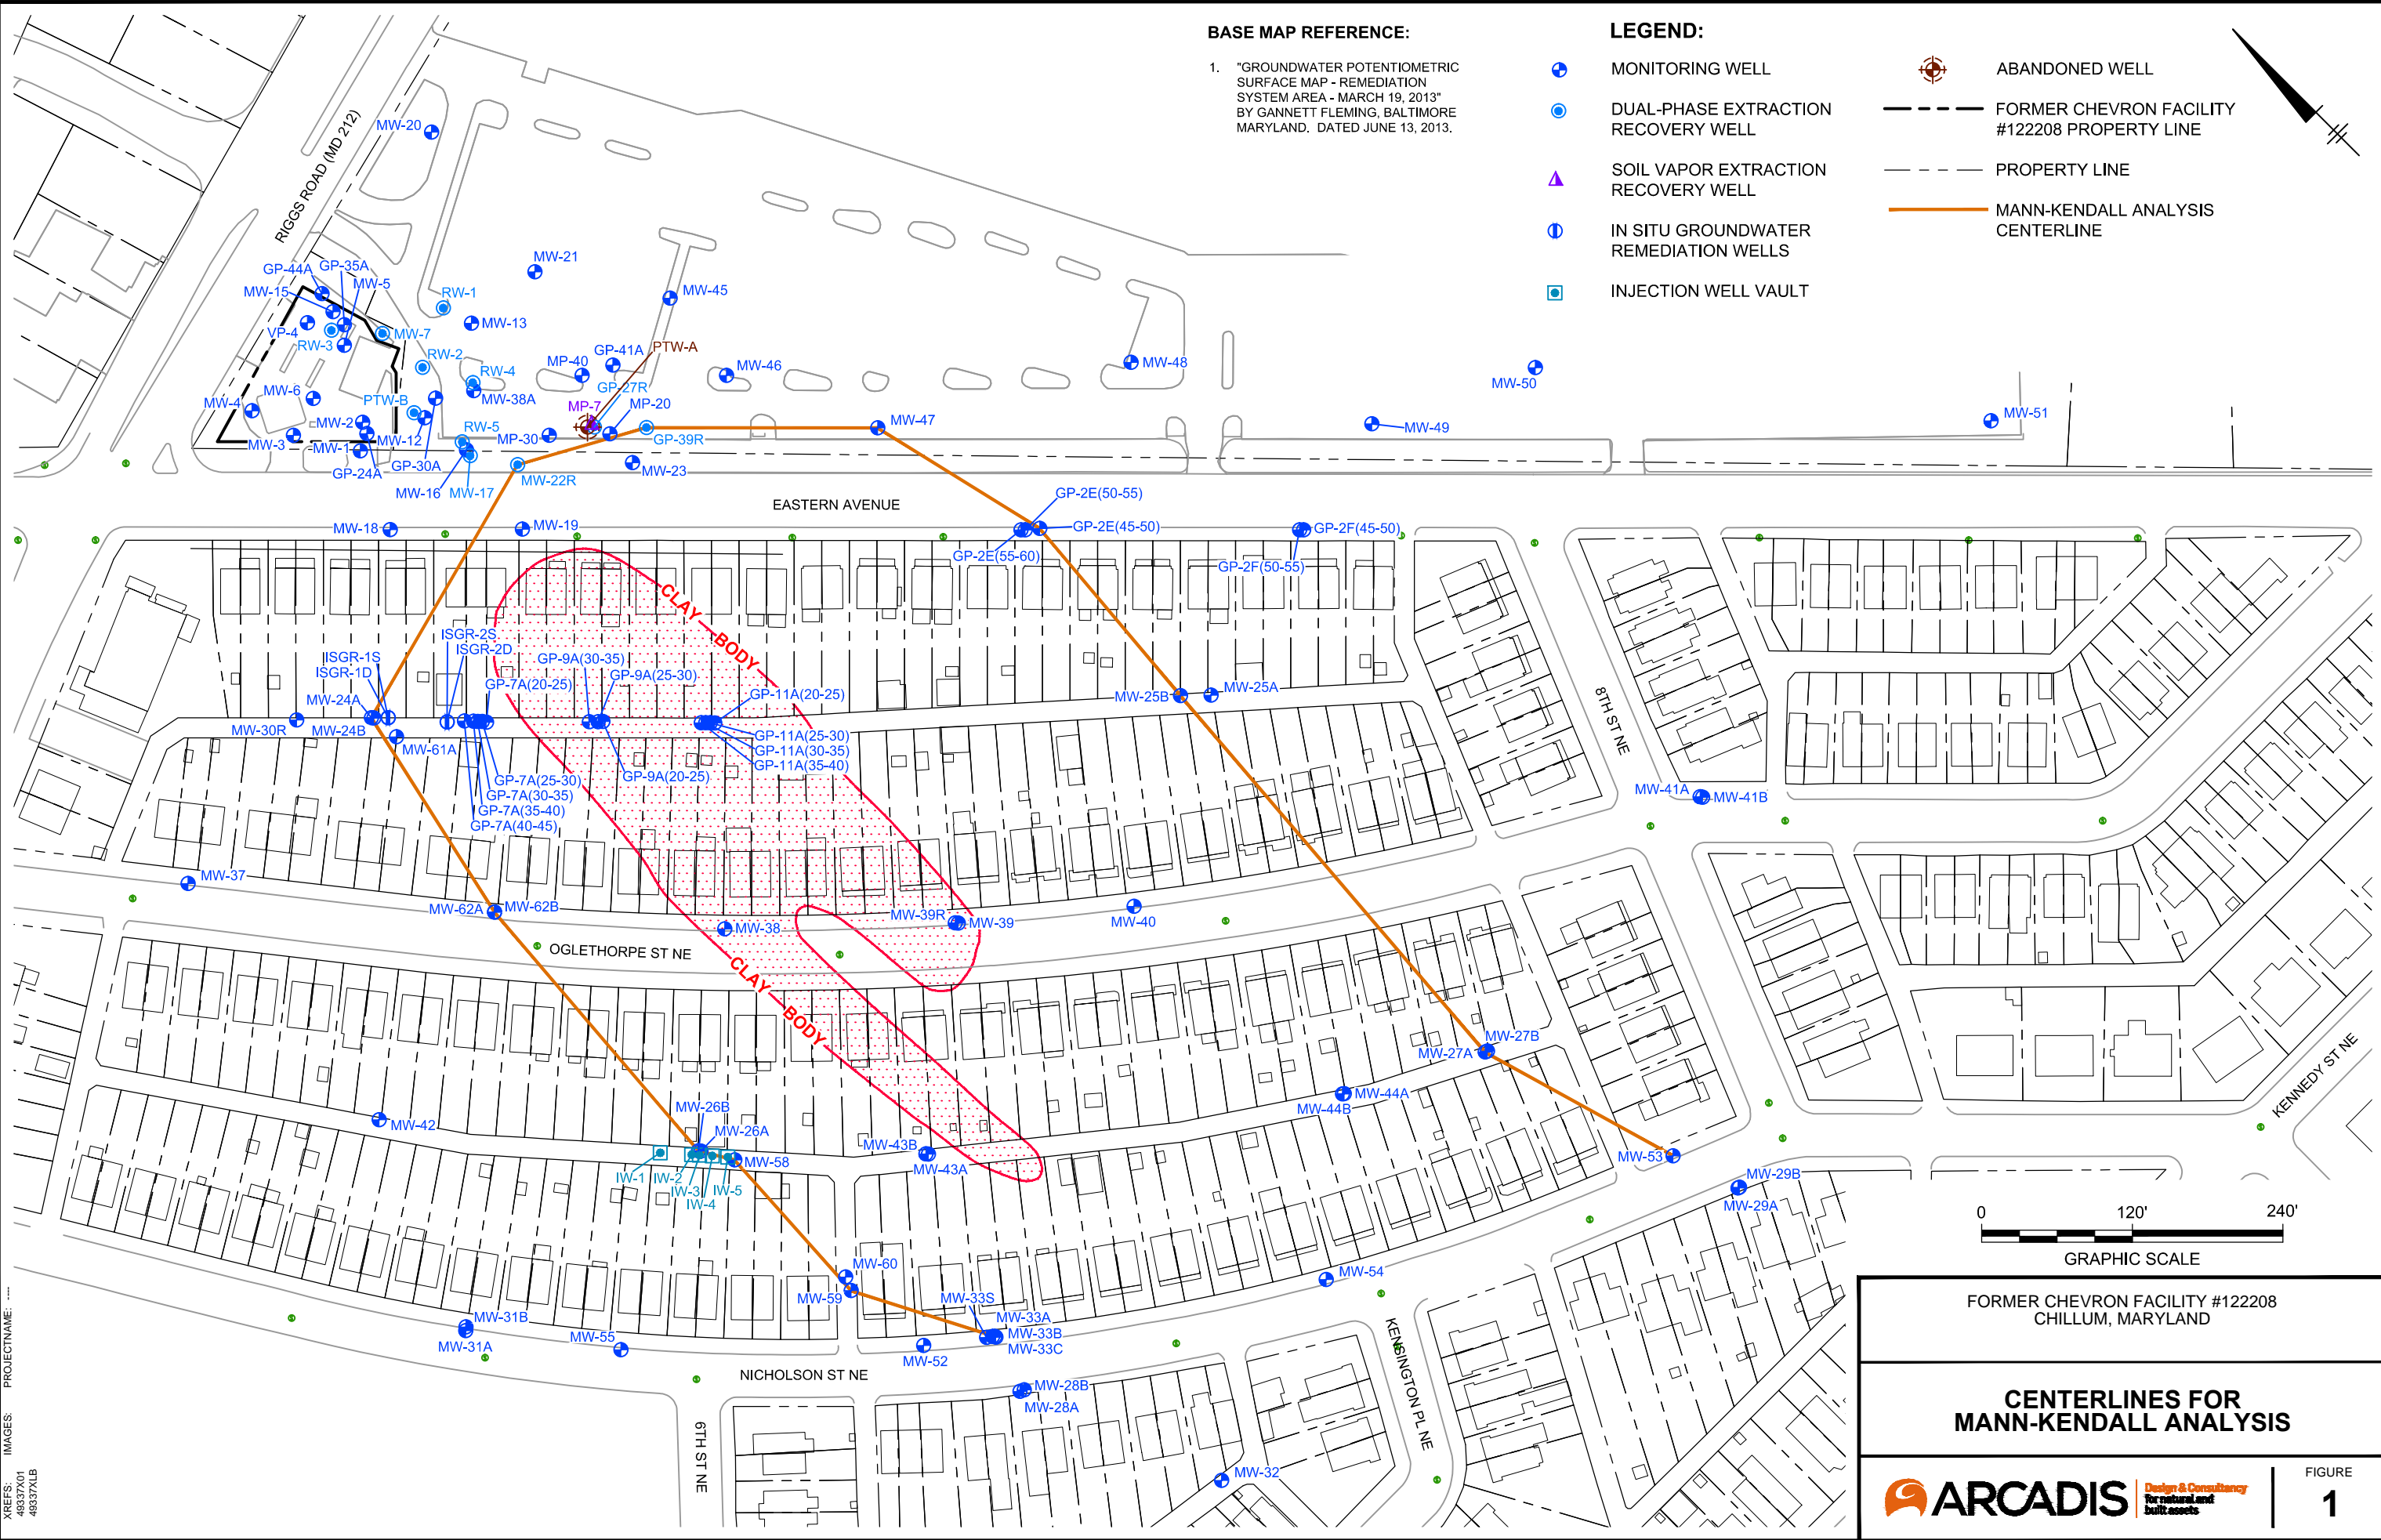 BASE MAP REFERENCE:
1. "GROUNDWATER POTENTIOMETRIC
SURFACE MAP - REMEDIATION
SYSTEM AREA - MARCH 19, 2013"
BY GANNETT FLEMING, BALTIMORE
MARYLAND. DATED JUNE 13, 2013.
LEGEND:
MONITORING WELL
DUAL-PHASE EXTRACTION
RECOVERY WELL
SOIL VAPOR EXTRACTION
RECOVERY WELL
IN SITU GROUNDWATER
REMEDIATION WELLS
INJECTION WELL VAULT
ABANDONED WELL
FORMER CHEVRON FACILITY
#122208 PROPERTY LINE
PROPERTY LINE
MANN-KENDALL ANALYSIS
CENTERLINE
RIGGS ROAD (MD 212)
MW-20
MW-21
GP-44A
GP-35A
MW-5
MW-15
RW-1
MW-45
VP-4
RW-3
MW-7
MW-13
RW-2
MP-40
GP-41A
PTW-A
MW-46
MW-48
MW-50
RW-4
MW-38A
GP-27R
MW-6
MW-4
PTW-B
MP-7
MP-20
MW-2
MW-3
MW-1
MW-12
RW-5
MP-30
GP-39R
MW-47
MW-49
MW-51
GP-24A
GP-30A
MW-23
MW-16
MW-17
MW-22R
EASTERN AVENUE
GP-2E(50-55)
MW-18
MW-19
GP-2E(45-50)
GP-2F(45-50)
GP-2E(55-60)
GP-2F(50-55)
CLAY BODY
ISGR-2S
ISGR-2D
ISGR-1S
ISGR-1D
GP-9A(30-35)
GP-9A(25-30)
GP-7A(20-25)
GP-11A(20-25)
MW-24A
MW-25B
MW-25A
MW-30R
MW-24B
MW-61A
GP-11A(25-30)
GP-11A(30-35)
GP-11A(35-40)
GP-9A(20-25)
GP-7A(25-30)
GP-7A(30-35)
GP-7A(35-40)
GP-7A(40-45)
8TH ST NE
MW-41A
MW-41B
MW-37
MW-62A
MW-62B
MW-38
MW-39R
MW-39
MW-40
OGLETHORPE ST NE
CLAY BODY
MW-27B
MW-27A
KENNEDY ST NE
MW-44A
MW-44B
MW-42
MW-26B
MW-26A
MW-58
MW-43B
MW-43A
MW-53
IW-1
IW-2
IW-3
IW-4
IW-5
MW-29B
MW-29A
MW-60
MW-59
MW-54
MW-33S
MW-33A
MW-33B
MW-33C
MW-31B
MW-31A
MW-55
MW-52
NICHOLSON ST NE
MW-28B
MW-28A
KENSINGTON PL NE
6TH ST NE
MW-32
0 120' 240'
GRAPHIC SCALE
FORMER CHEVRON FACILITY #122208
CHILLUM, MARYLAND
CENTERLINES FOR
MANN-KENDALL ANALYSIS
ARCADIS
Design & Consultancy
for natural and
built assets
FIGURE
1
XREFS: IMAGES: PROJECTNAME: ----
49337X01
49337XLB